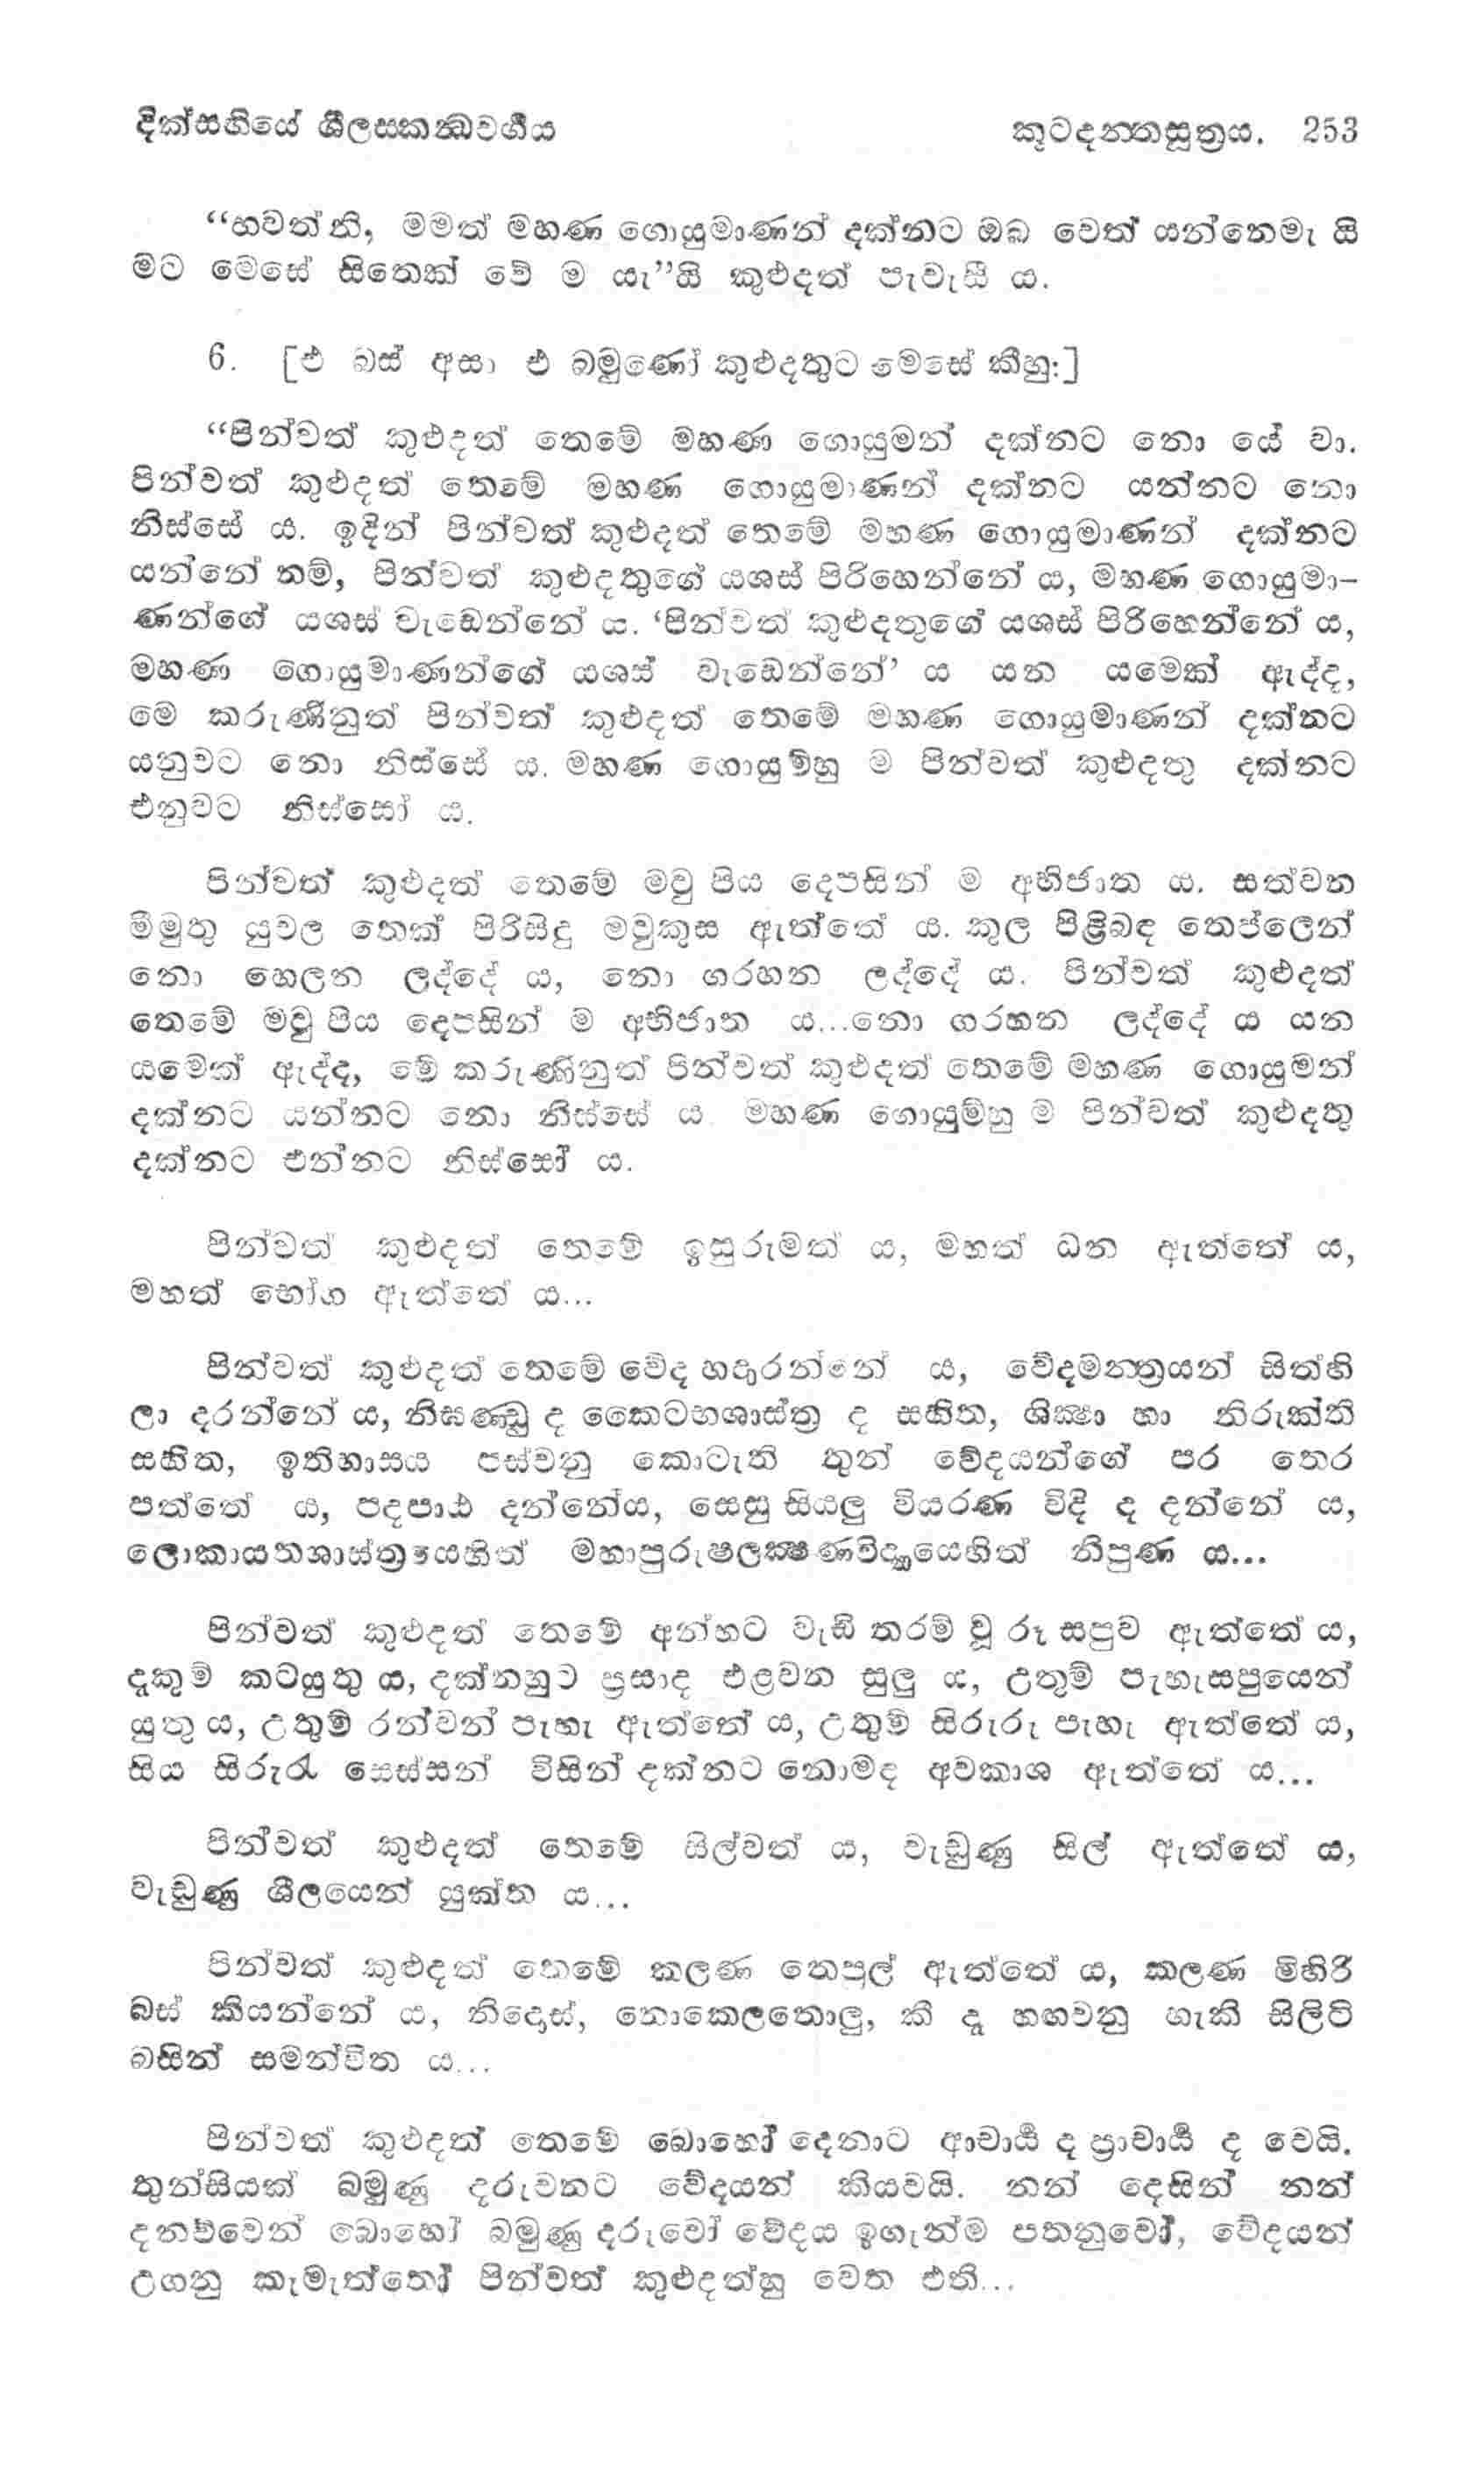 දික්සඟියේ ශීලසකන්‍ධවර්‍ගය
කූටදන්තසූත්‍රය. 253
“භවත්නි, මමත් මහණ ගොයුමාණන් දක්නට ඔබ වෙත් යන්නෙමැ යි
මට මෙසේ සිතෙක් වේ ම යැ”යි කුළුදත් පැවැසී ය.
6. [එ බස් අසා එ බමුණෝ කුළුදතුට මෙසේ කීහු:]
“පින්වත් කුළුදත් තෙමේ මහණ ගොයුමන් දක්නට නො යේ වා.
පින්වත් කුළුදත් තෙමේ මහණ ගොයුමාණන් දක්නට යන්නට නො
නිස්සේ ය. ඉදින් පින්වත් කුළුදත් තෙමේ මහණ ගොයුමාණන් දක්නට
යන්නේ නම්, පින්වත් කුළුදතුගේ යශස් පිරිහෙන්නේ ය, මහණ ගොයුමා-
ණන්ගේ යශස් වැඩෙන්නේ ය. ‘පින්වත් කුළුදතුගේ යශස් පිරිහෙන්නේ ය,
මහණ ගොයුමාණන්ගේ යශස් වැඩෙන්නේ’ ය යන යමෙක් ඇද්ද,
මෙ කරුණිනුත් පින්වත් කුළුදත් තෙමේ මහණ ගොයුමාණන් දක්නට
යනුවට නො නිස්සේ ය. මහණ ගොයුම්හු ම පින්වත් කුළුදතු දක්නට
එනුවට නිස්සෝ ය.
පින්වත් කුළුදත් තෙමේ මවු පිය දෙපසින් ම අභිජාත ය. සත්වන
මීමුතු යුවල තෙක් පිරිසිදු මවුකුස ඇත්තේ ය. කුල පිළිබඳ තෙප්ලෙන්
නො හෙලන ලද්දේ ය, නො ගරහන ලද්දේ ය. පින්වත් කුළුදත්
තෙමේ මවු පිය දෙපසින් ම අභිජාත ය...නො ගරහන ලද්දේ ය යන
යමෙක් ඇද්ද, මේ කරුණිනුත් පින්වත් කුළුදත් තෙමේ මහණ ගොයුමන්
දක්නට යන්නට නො නිස්සේ ය. මහණ ගොයුම්හු ම පින්වත් කුළුදතු
දක්නට එන්නට නිස්සෝ ය.
පින්වත් කුළුදත් තෙමේ ඉසුරුමත් ය, මහත් ධන ඇත්තේ ය,
මහත් භෝග ඇත්තේ ය...
පින්වත් කුළුදත් තෙමේ වේද හදාරන්නේ ය, වේදමන්ත්‍රයන් සිත්හි
ලා දරන්නේ ය, නිඝණ්ඩු ද කෛටභශාස්ත්‍ර ද සහිත, ශික්‍ෂා හා නිරුක්ති
සහිත, ඉතිහාසය පස්වනු කොටැති තුන් වේදයන්ගේ පර තෙර
පත්තේ ය, පදපාඨ දන්නේය, සෙසු සියලු වියරණ විදි ද දන්නේ ය,
ලොකායතශාස්ත්‍රයෙහිත් මහාපුරුෂලක්‍ෂණවිද්‍යායෙහිත් නිපුණ ය...
පින්වත් කුළුදත් තෙමේ අන්හට වැඩි තරම් වූ රූ සපුව ඇත්තේ ය,
දැකුම් කටයුතු ය, දක්නහුට ප්‍රසාද එළවන සුලු ය, උතුම් පැහැසපුයෙන්
යුතු ය, උතුම් රන්වන් පැහැ ඇත්තේ ය, උතුම් සිරුරු පැහැ ඇත්තේ ය,
සිය සිරුරැ සෙස්සන් විසින් දක්නට නොමද අවකාශ ඇත්තේ ය...
පින්වත් කුළුදත් තෙමේ සිල්වත් ය, වැඩුණු සිල් ඇත්තේ ය,
වැඩුණු ශීලයෙන් යුක්ත ය...
පින්වත් කුළුදත් තෙමේ කලණ තෙපුල් ඇත්තේ ය, කලණ මිහිරි
බස් කියන්නේ ය, නිදොස්, නොකෙලතොලු, කී දෑ හඟවනු හැකි සිලිටි
බසින් සමන්විත ය...
පින්වත් කුළුදත් තෙමේ බොහෝ දෙනාට ආචාර්‍ය්‍ය ද ප්‍රාචාර්‍ය්‍ය ද වෙයි.
තුන්සියක් බමුණු දරුවනට වේදයන් කියවයි. නන් දෙසින් නන්
දනව්වෙන් බොහෝ බමුණු දරුවෝ වේදය ඉගැන්ම පතනුවෝ, වේදයන්
උගනු කැමැත්තෝ පින්වත් කුළුදත්හු වෙත එති...